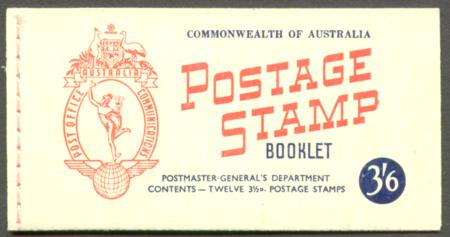 COMMONWEALTH OF AUSTRALIA
AUSTRALIA
POST OFFICE COMMUNICATIONS
POSTAGE
STAMP
BOOKLET
POSTMASTER-GENERAL'S DEPARTMENT
CONTENTS — TWELVE 3½D. POSTAGE STAMPS
3'6